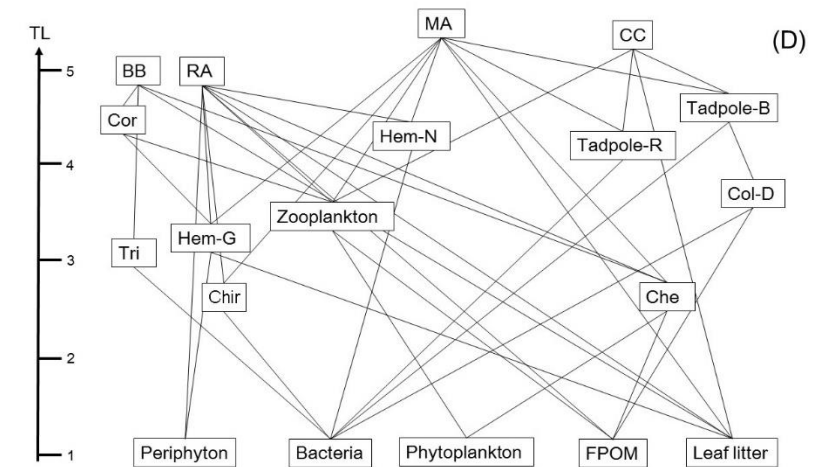 MA
TL
CC
(D)
5
BB
RA
Tadpole-B
Cor
Hem-N
Tadpole-R
4
Col-D
Zooplankton
Hem-G
Tri
3
Chir
Che
2
1
Periphyton
Bacteria
Phytoplankton
FPOM
Leaf litter